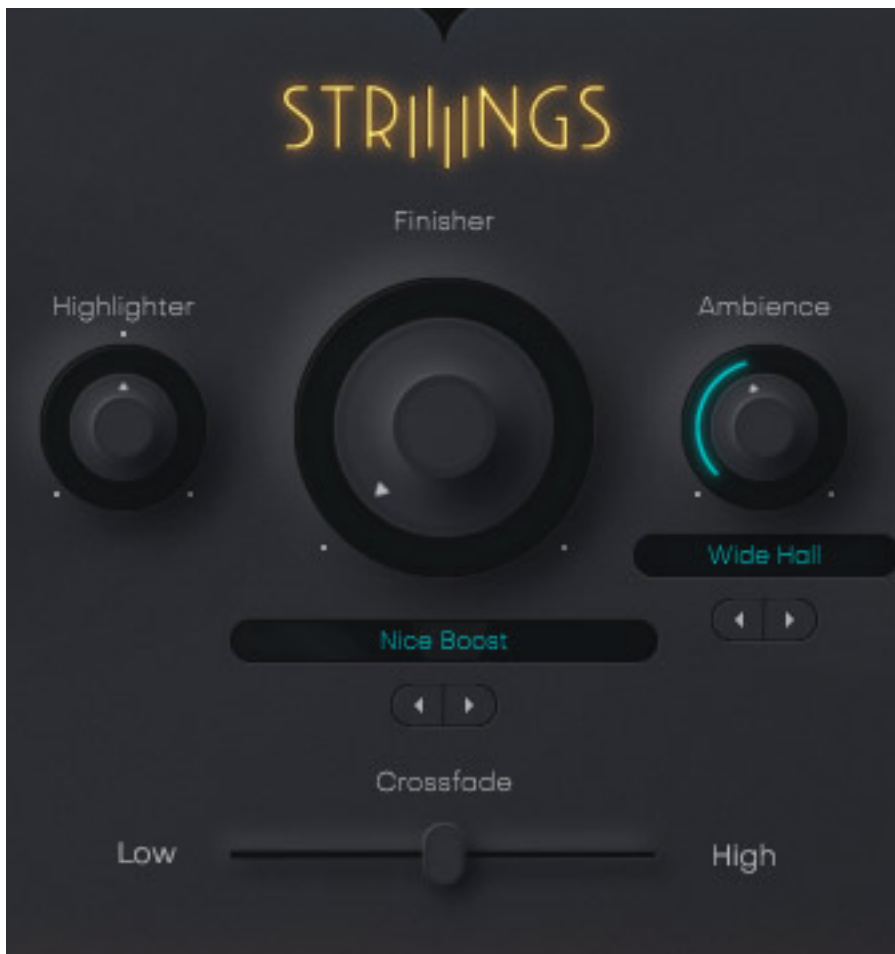 STRIIIINGS
Finisher
Highlighter
Ambience
Wide Hall
Nice Boost
Crossfade
Low
High